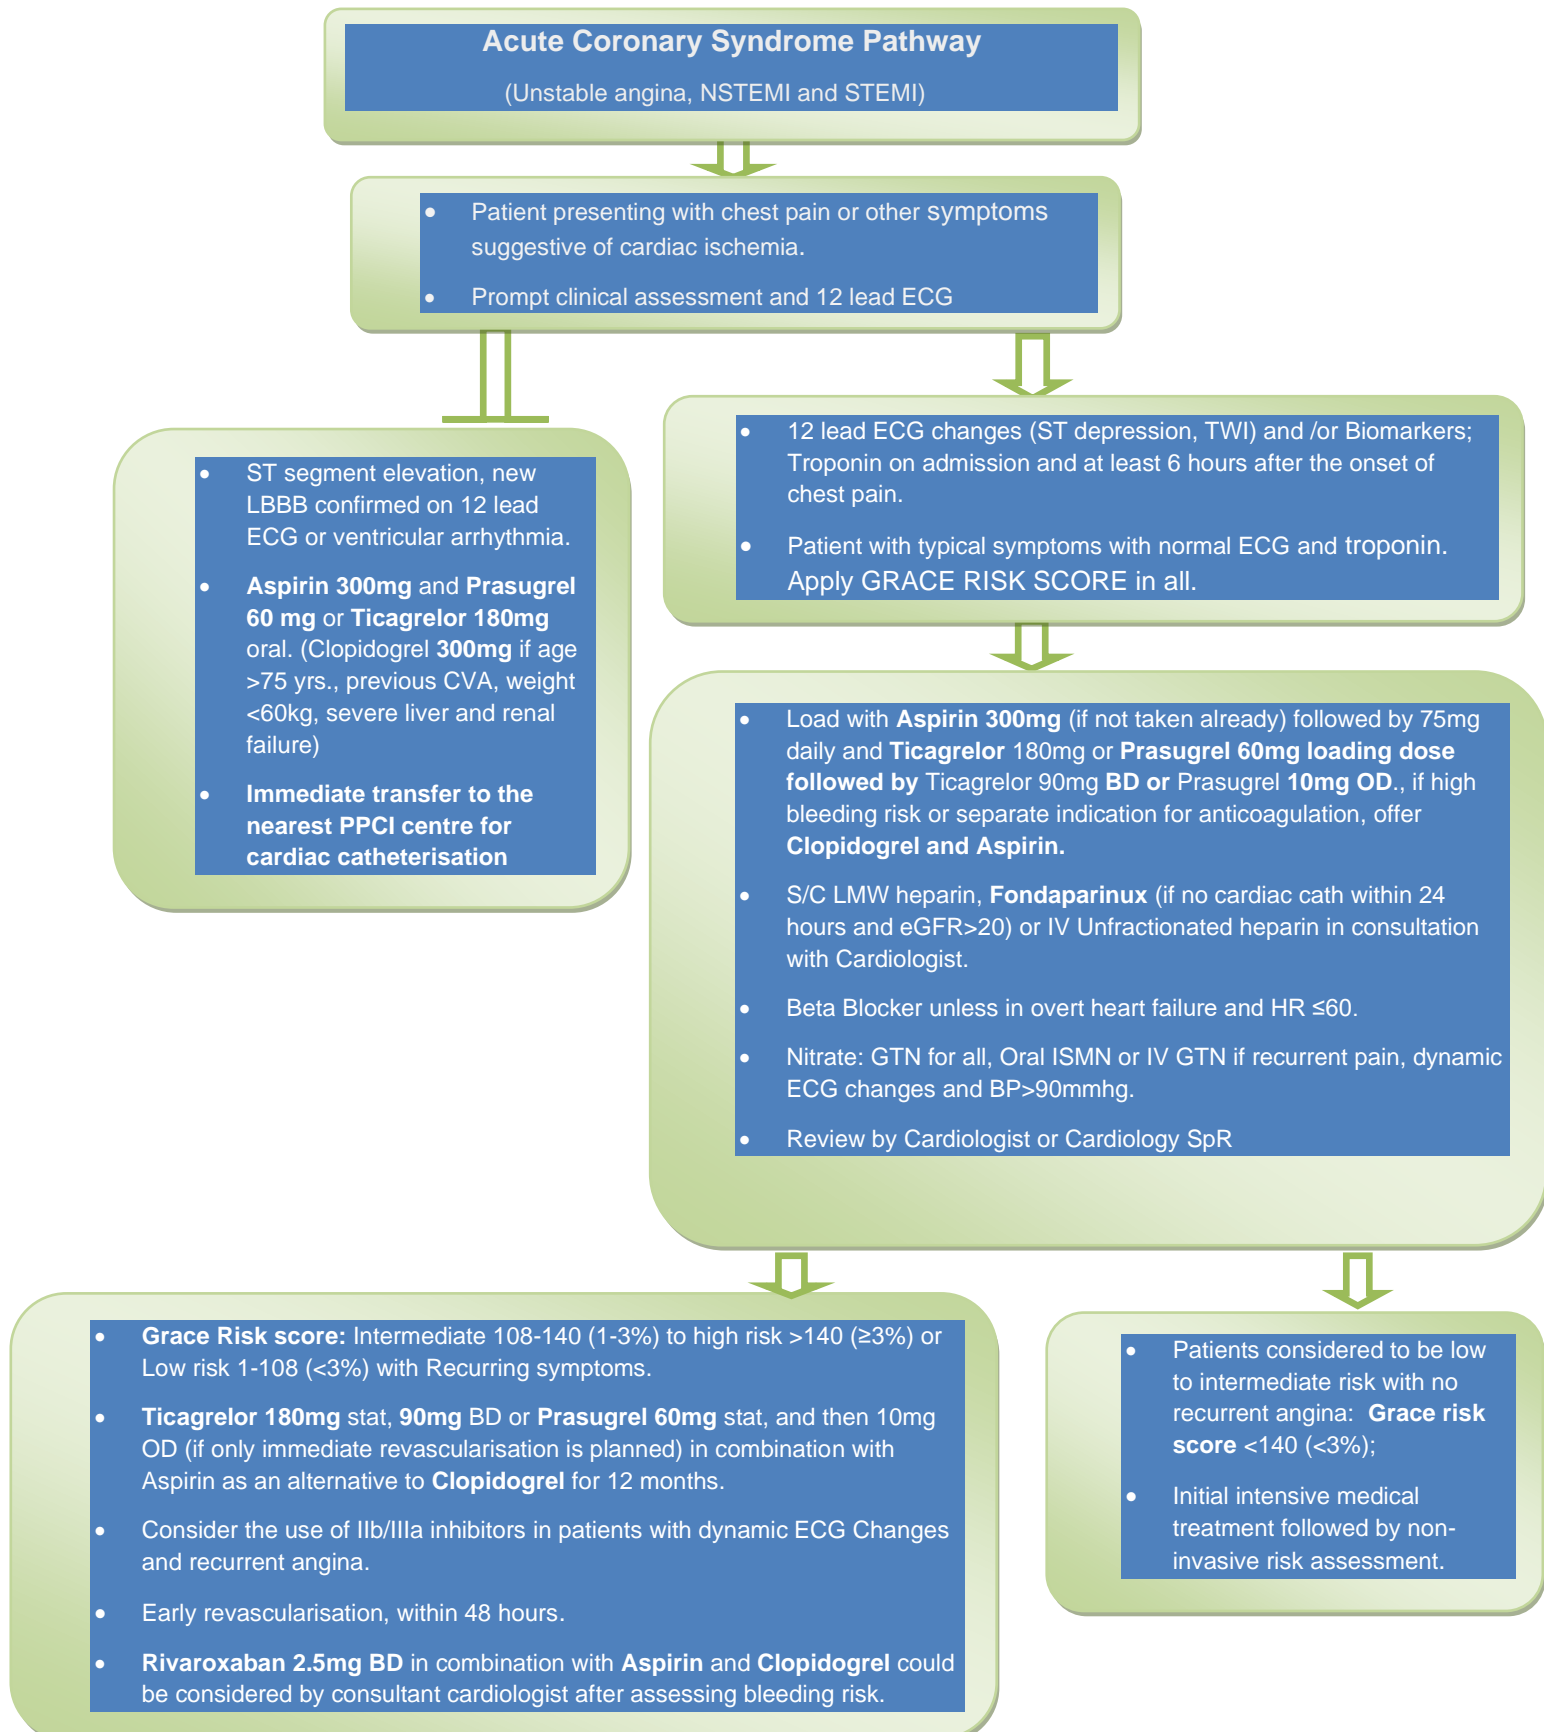 Acute Coronary Syndrome Pathway
(Unstable angina, NSTEMI and STEMI)
• Patient presenting with chest pain or other symptoms
suggestive of cardiac ischemia.
• Prompt clinical assessment and 12 lead ECG
• ST segment elevation, new
LBBB confirmed on 12 lead
ECG or ventricular arrhythmia.
• Aspirin 300mg and Prasugrel
60 mg or Ticagrelor 180mg
oral. (Clopidogrel 300mg if age
>75 yrs., previous CVA, weight
<60kg, severe liver and renal
failure)
• Immediate transfer to the
nearest PPCI centre for
cardiac catheterisation
• 12 lead ECG changes (ST depression, TWI) and /or Biomarkers;
Troponin on admission and at least 6 hours after the onset of
chest pain.
• Patient with typical symptoms with normal ECG and troponin.
Apply GRACE RISK SCORE in all.
• Load with Aspirin 300mg (if not taken already) followed by 75mg
daily and Ticagrelor 180mg or Prasugrel 60mg loading dose
followed by Ticagrelor 90mg BD or Prasugrel 10mg OD., if high
bleeding risk or separate indication for anticoagulation, offer
Clopidogrel and Aspirin.
• S/C LMW heparin, Fondaparinux (if no cardiac cath within 24
hours and eGFR>20) or IV Unfractionated heparin in consultation
with Cardiologist.
• Beta Blocker unless in overt heart failure and HR ≤60.
• Nitrate: GTN for all, Oral ISMN or IV GTN if recurrent pain, dynamic
ECG changes and BP>90mmhg.
• Review by Cardiologist or Cardiology SpR
• Grace Risk score: Intermediate 108-140 (1-3%) to high risk >140 (≥3%) or
Low risk 1-108 (<3%) with Recurring symptoms.
• Ticagrelor 180mg stat, 90mg BD or Prasugrel 60mg stat, and then 10mg
OD (if only immediate revascularisation is planned) in combination with
Aspirin as an alternative to Clopidogrel for 12 months.
• Consider the use of IIb/IIIa inhibitors in patients with dynamic ECG Changes
and recurrent angina.
• Early revascularisation, within 48 hours.
• Rivaroxaban 2.5mg BD in combination with Aspirin and Clopidogrel could
be considered by consultant cardiologist after assessing bleeding risk.
• Patients considered to be low
to intermediate risk with no
recurrent angina: Grace risk
score <140 (<3%);
• Initial intensive medical
treatment followed by non-
invasive risk assessment.